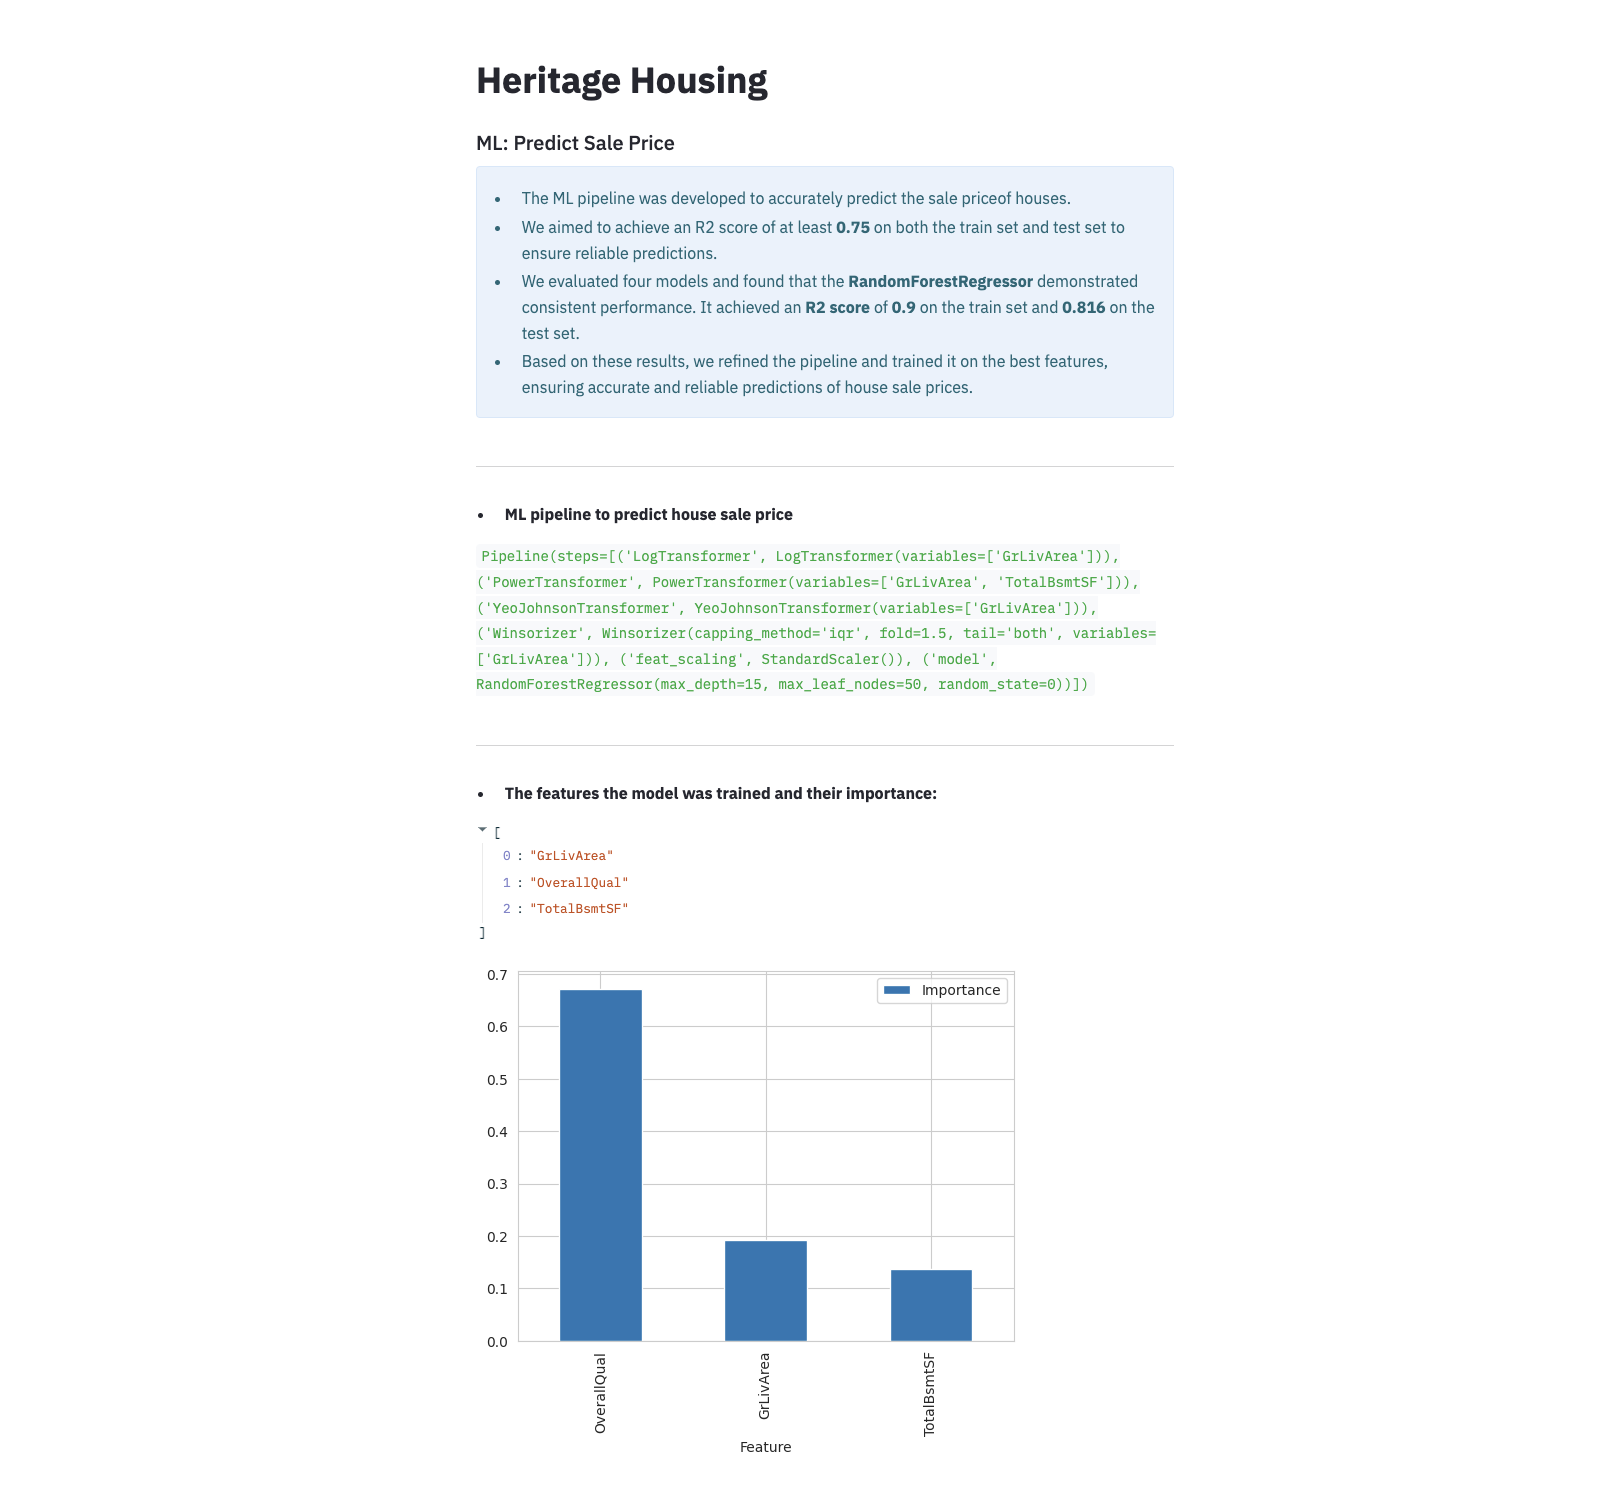 Heritage Housing
ML: Predict Sale Price
• The ML pipeline was developed to accurately predict the sale priceof houses.
• We aimed to achieve an R2 score of at least 0.75 on both the train set and test set to
ensure reliable predictions.
• We evaluated four models and found that the RandomForestRegressor demonstrated
consistent performance. It achieved an R2 score of 0.9 on the train set and 0.816 on the
test set.
• Based on these results, we refined the pipeline and trained it on the best features,
ensuring accurate and reliable predictions of house sale prices.
• ML pipeline to predict house sale price
Pipeline(steps=[('LogTransformer', LogTransformer(variables=['GrLivArea'])),
('PowerTransformer', PowerTransformer(variables=['GrLivArea', 'TotalBsmtSF'])),
('YeoJohnsonTransformer', YeoJohnsonTransformer(variables=['GrLivArea'])),
('Winsorizer', Winsorizer(capping_method='iqr', fold=1.5, tail='both', variables=
['GrLivArea'])), ('feat_scaling', StandardScaler()), ('model',
RandomForestRegressor(max_depth=15, max_leaf_nodes=50, random_state=0))])
• The features the model was trained and their importance:
[
0 : "GrLivArea"
1 : "OverallQual"
2 : "TotalBsmtSF"
]
Importance
0.7
0.6
0.5
0.4
0.3
0.2
0.1
0.0
OverallQual
GrLivArea
TotalBsmtSF
Feature